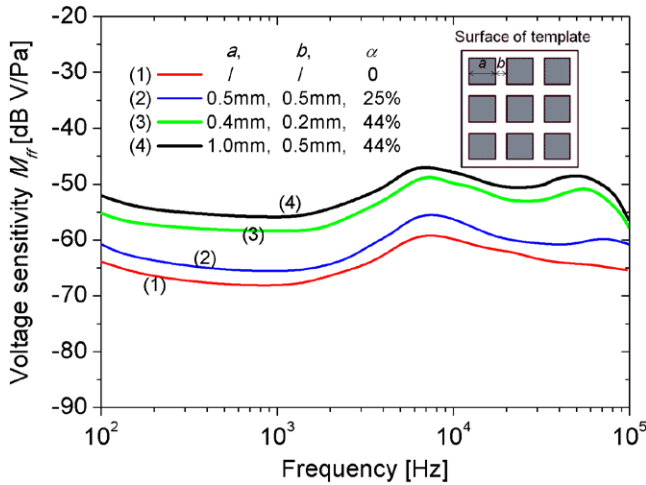 Voltage sensitivity Mff [dB V/Pa]
-20
-30
-40
-50
-60
-70
-80
-90
a, b, α
(1) / / 0
(2) 0.5mm, 0.5mm, 25%
(3) 0.4mm, 0.2mm, 44%
(4) 1.0mm, 0.5mm, 44%
Surface of template
a b
(4)
(3)
(2)
(1)
10² 10³ 10⁴ 10⁵
Frequency [Hz]